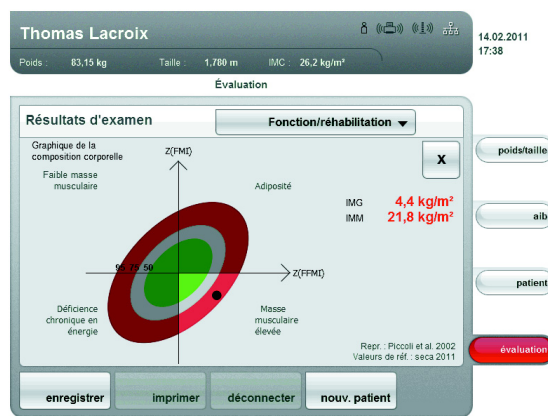 Thomas Lacroix
14.02.2011
17:38
Poids : 83,15 kg Taille : 1,780 m IMC : 26,2 kg/m²
Évaluation
Résultats d'examen
Fonction/réhabilitation
Graphique de la
composition corporelle
Z(FMI)
X
poids/taille
Faible masse
musculaire
Adiposité
IMG 4,4 kg/m²
IMM 21,8 kg/m²
aib
95 75 50
Z(FFMI)
patient
Déficience
chronique en
énergie
Masse
musculaire
élevée
Repr. : Piccoli et al. 2002
Valeurs de réf. : seca 2011
évaluation
enregistrer
imprimer
déconnecter
nouv. patient